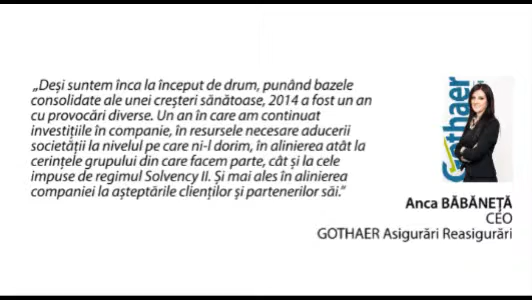 „Deși suntem înca la început de drum, punând bazele
consolidate ale unei creșteri sănătoase, 2014 a fost un an
cu provocări diverse. Un an în care am continuat
investițiile în companie, în resursele necesare aducerii
societății la nivelul pe care ni-l dorim, în alinierea atât la
cerințele grupului din care facem parte, cât și la cele
impuse de regimul Solvency II. Și mai ales în alinierea
companiei la așteptările clienților și partenerilor săi.”
Gothaer
Anca BĂBĂNEȚĂ
CEO
GOTHAER Asigurări Reasigurări